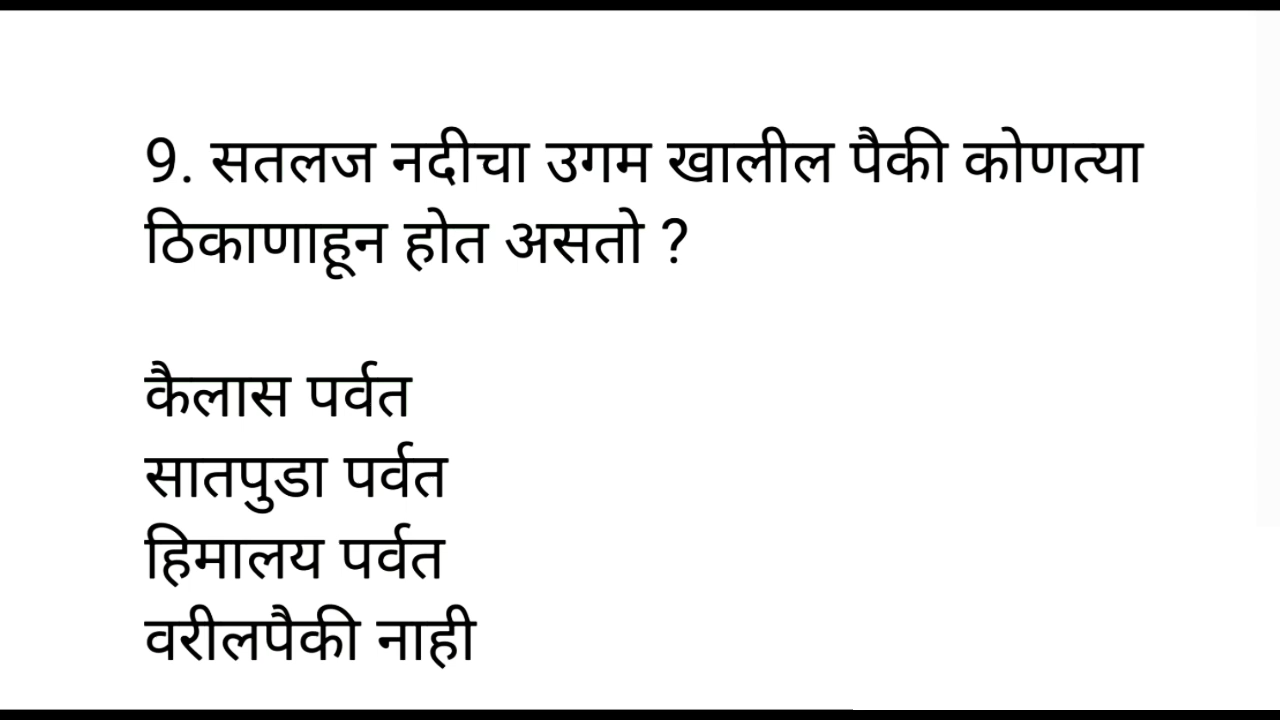 9. सतलज नदीचा उगम खालील पैकी कोणत्या
ठिकाणाहून होत असतो ?
कैलास पर्वत
सातपुडा पर्वत
हिमालय पर्वत
वरीलपैकी नाही